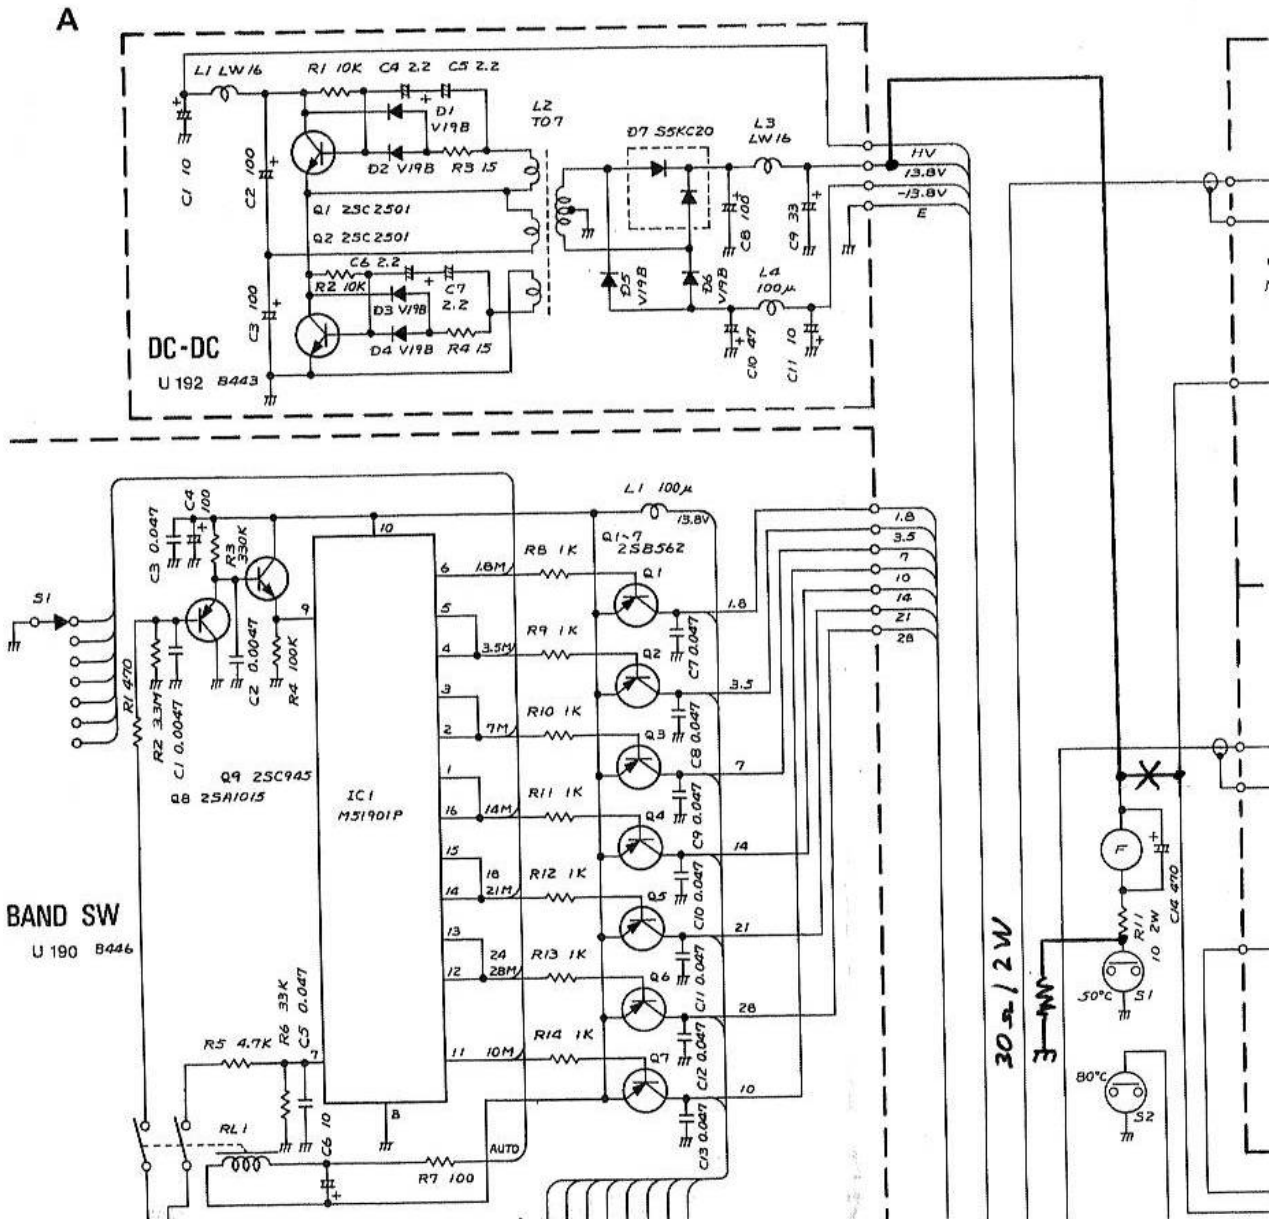 A
L1 LW16
R1 10K
C4 2.2
C5 2.2
D1
V19B
L2
TO7
D2 V19B
R3 15
C1 10
C2 100
Q1 2SC2501
Q2 2SC2501
C6 2.2
R2 10K
C7
2.2
D3 V19B
D4 V19B
R4 15
C3 100
DC-DC
U 192 B443
D7 S5KC20
L3
LW16
C8 100
C9 33
D5
V19B
D6
V19B
L4
100μ
C10 47
C11 10
HV
13.8V
-13.8V
E
L1 100μ
13.8V
C3 0.047
C4
100
R3
330K
10
R8 1K
Q1~7
2SB562
Q1
6
1.8M
1.8
C7 0.047
1.8
3.5
7
10
14
21
28
S1
9
5
4
3.5M
R9 1K
Q2
3.5
C8 0.047
R1 470
R2 3.3M
C1 0.0047
C2 0.0047
R4 100K
3
2
7M
R10 1K
Q3
7
C9 0.047
Q9 2SC945
Q8 2SA1015
IC1
M51901P
1
16
14M
R11 1K
Q4
14
C10 0.047
15
14
18
21M
R12 1K
Q5
21
C11 0.047
BAND SW
U 190 B446
13
12
24
28M
R13 1K
Q6
28
C12 0.047
R5 4.7K
R6 33K
C5 0.047
7
11
10M
R14 1K
Q7
10
C13 0.047
8
RL1
C6 10
R7 100
AUTO
F
C14 470
R11
10 2W
30Ω/2W
50°C
S1
80°C
S2